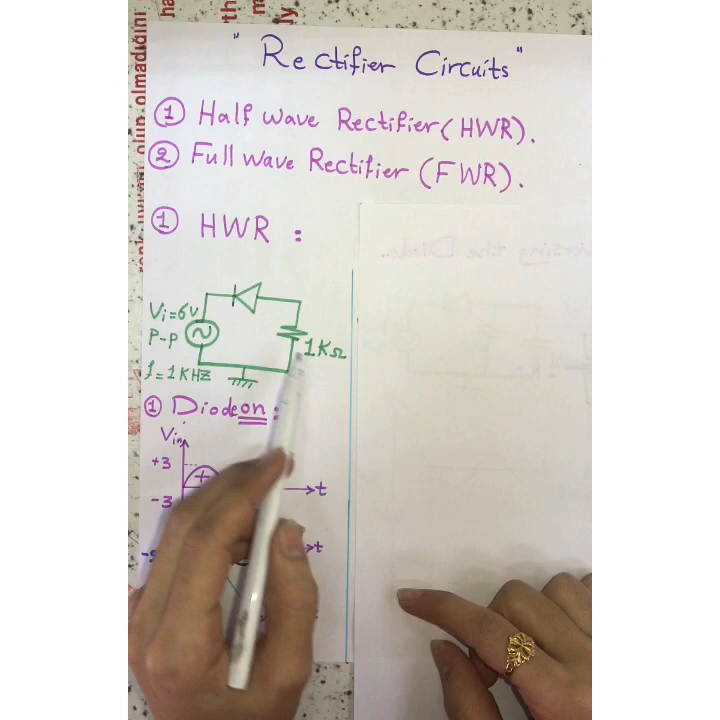 " Rectifier Circuits "
① Half wave Rectifier (HWR).
② Full wave Rectifier (FWR).
① HWR :
Vi=6V
P-P
f=1KHZ
1KΩ
① Diode on :
Vin
+3
+
-3
t
t